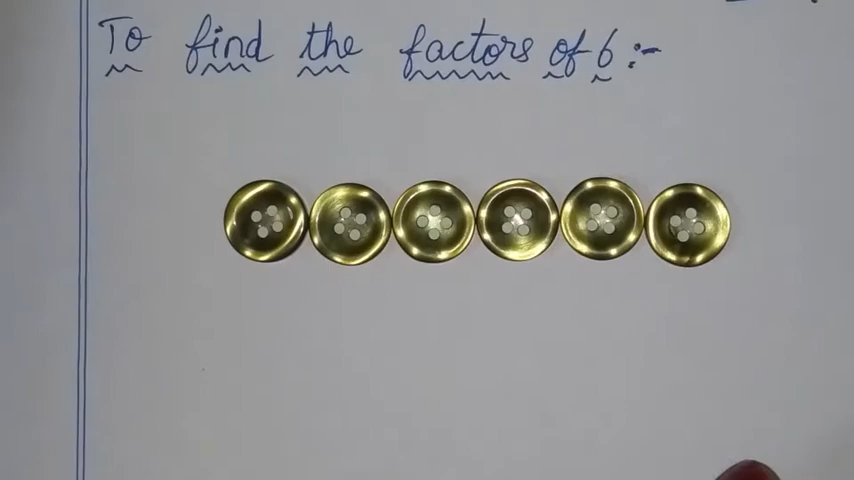 To find the factors of 6 :-